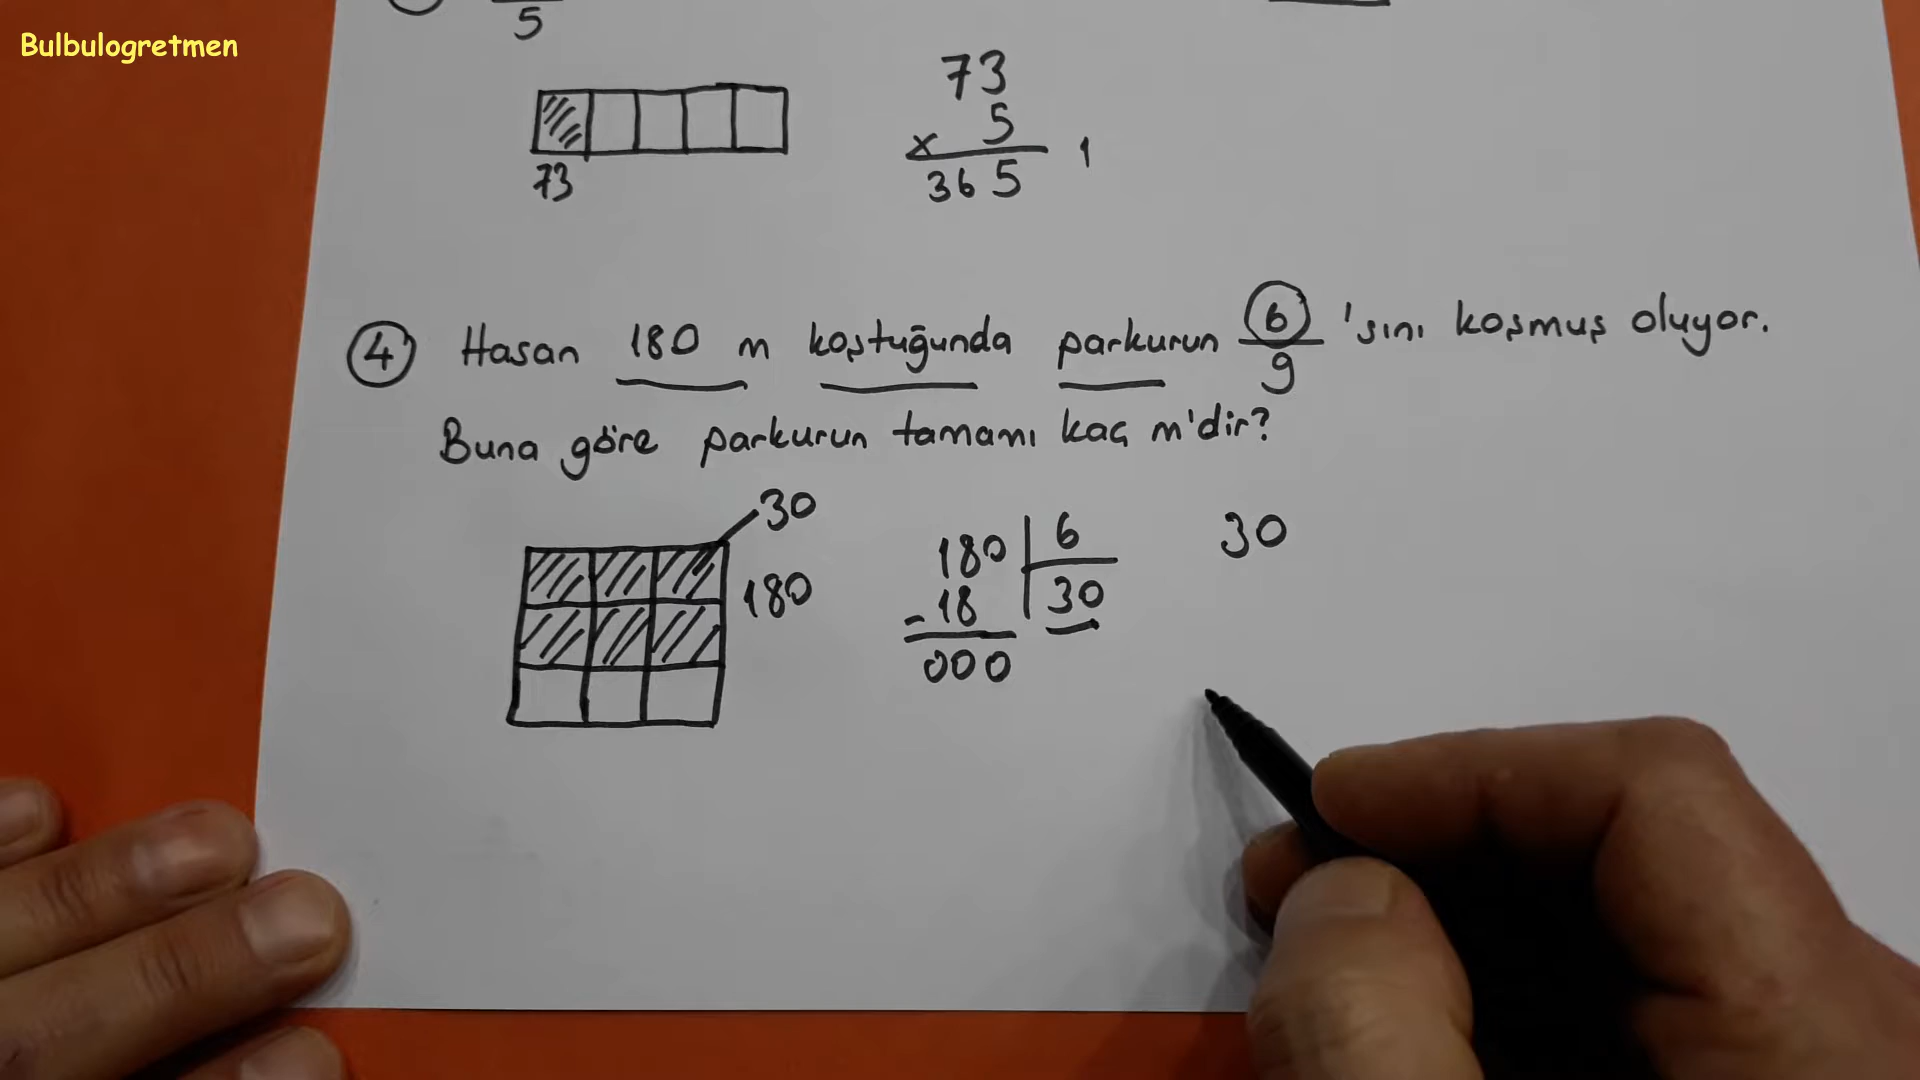 Bulbulogretmen
5
73
x 5
365 1
73
4 Hasan 180 m koştuğunda parkurun 6/9 'sını koşmuş oluyor.
Buna göre parkurun tamamı kaç m'dir?
30
180
180 6
- 18 30
000
30